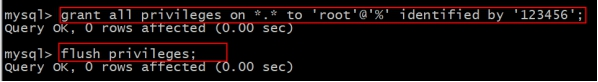 mysql> grant all privileges on *.* to 'root'@'%' identified by '123456';
Query OK, 0 rows affected (0.00 sec)
mysql> flush privileges;
Query OK, 0 rows affected (0.00 sec)